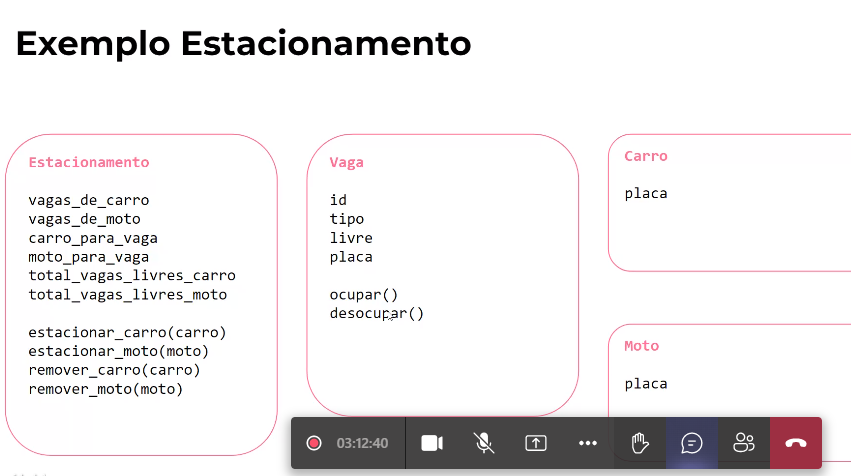 Exemplo Estacionamento
Estacionamento
vagas_de_carro
vagas_de_moto
carro_para_vaga
moto_para_vaga
total_vagas_livres_carro
total_vagas_livres_moto
estacionar_carro(carro)
estacionar_moto(moto)
remover_carro(carro)
remover_moto(moto)
Vaga
id
tipo
livre
placa
ocupar()
desocupar()
Carro
placa
Moto
placa
03:12:40